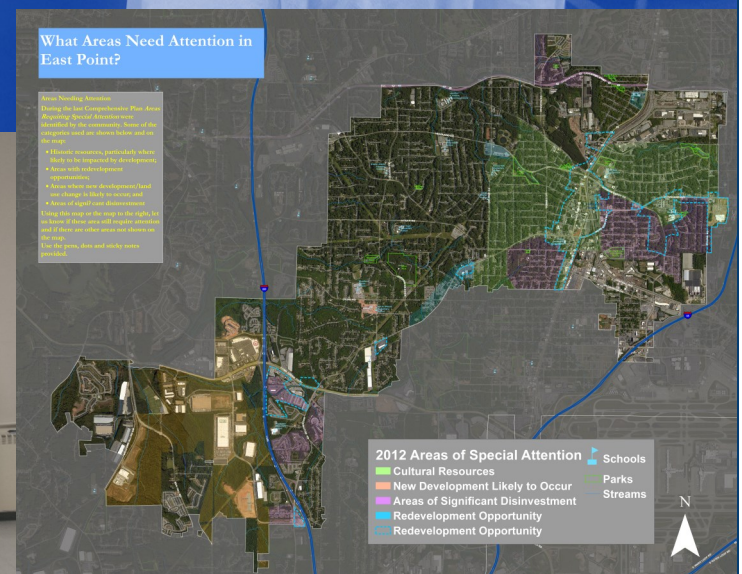 What Areas Need Attention in
East Point?
Areas Needing Attention
During the last Comprehensive Plan Areas
Requiring Special Attention were
identified by the community. Some of the
categories used are shown below and on
the map:
• Historic resources, particularly where
likely to be impacted by development;
• Areas with redevelopment
opportunities;
• Areas where new development/land
use change is likely to occur; and
• Areas of signi?cant disinvestment
Using this map or the map to the right, let
us know if these area still require attention
and if there are other areas not shown on
the map.
Use the pens, dots and sticky notes
provided.
2012 Areas of Special Attention
Cultural Resources
New Development Likely to Occur
Areas of Significant Disinvestment
Redevelopment Opportunity
Redevelopment Opportunity
Schools
Parks
Streams
N